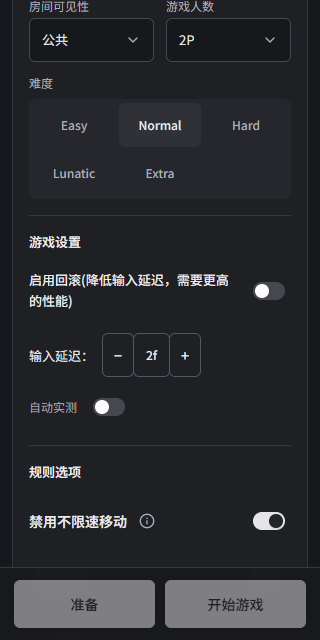 房间可见性
游戏人数
公共
2P
难度
Easy
Normal
Hard
Lunatic
Extra
游戏设置
启用回滚(降低输入延迟，需要更高
的性能)
输入延迟：
−
2f
+
自动实测
规则选项
禁用不限速移动
准备
开始游戏